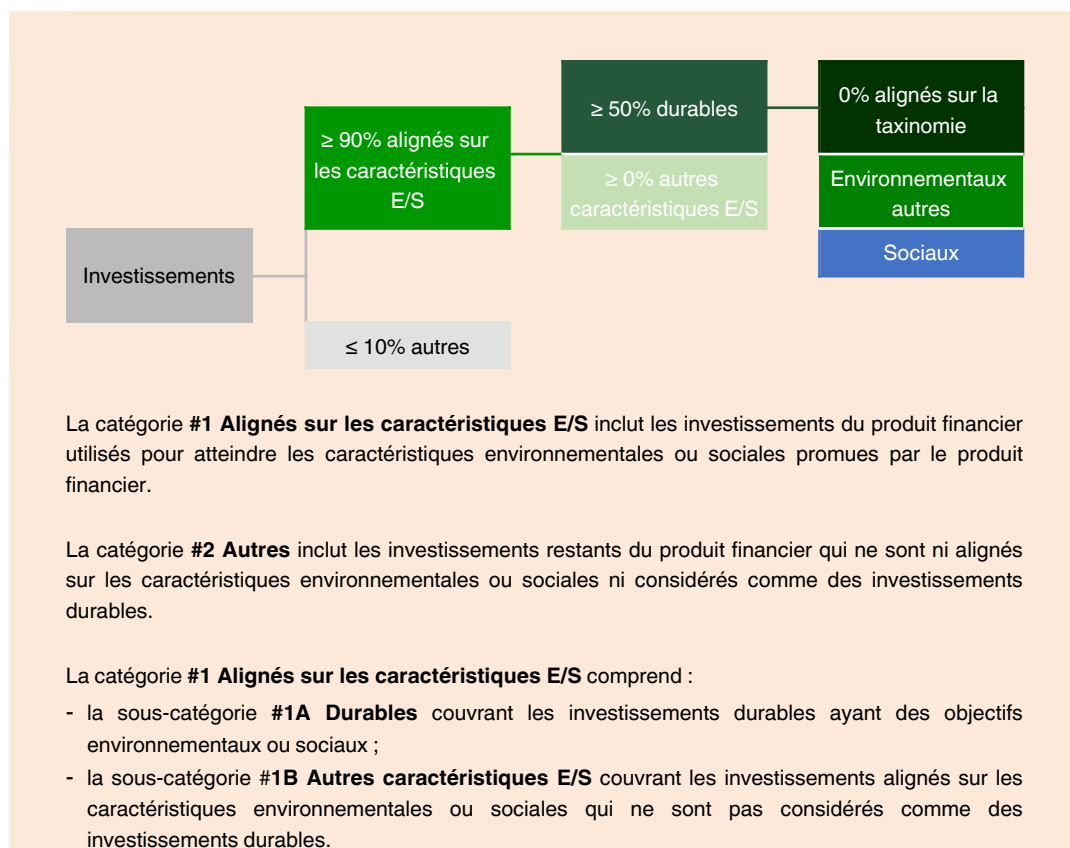 ≥ 50% durables
0% alignés sur la
taxinomie
≥ 90% alignés sur
les caractéristiques
E/S
≥ 0% autres
caractéristiques E/S
Environnementaux
autres
Sociaux
Investissements
≤ 10% autres
La catégorie #1 Alignés sur les caractéristiques E/S inclut les investissements du produit financier
utilisés pour atteindre les caractéristiques environnementales ou sociales promues par le produit
financier.
La catégorie #2 Autres inclut les investissements restants du produit financier qui ne sont ni alignés
sur les caractéristiques environnementales ou sociales ni considérés comme des investissements
durables.
La catégorie #1 Alignés sur les caractéristiques E/S comprend :
- la sous-catégorie #1A Durables couvrant les investissements durables ayant des objectifs
environnementaux ou sociaux ;
- la sous-catégorie #1B Autres caractéristiques E/S couvrant les investissements alignés sur les
caractéristiques environnementales ou sociales qui ne sont pas considérés comme des
investissements durables.